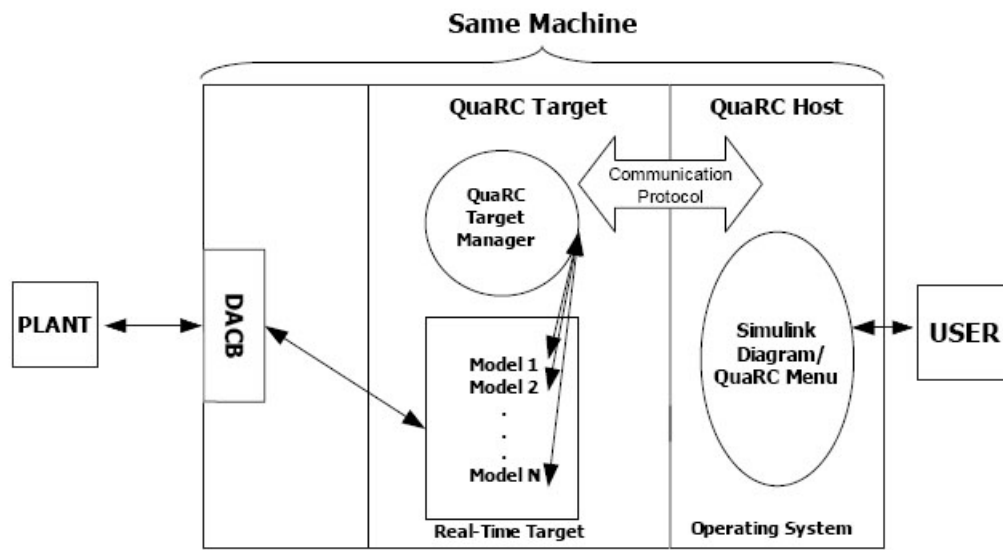 Same Machine
QuaRC Target
QuaRC Host
Communication
Protocol
QuaRC
Target
Manager
PLANT
DACB
Model 1
Model 2
.
.
.
Model N
Real-Time Target
Simulink
Diagram/
QuaRC Menu
Operating System
USER